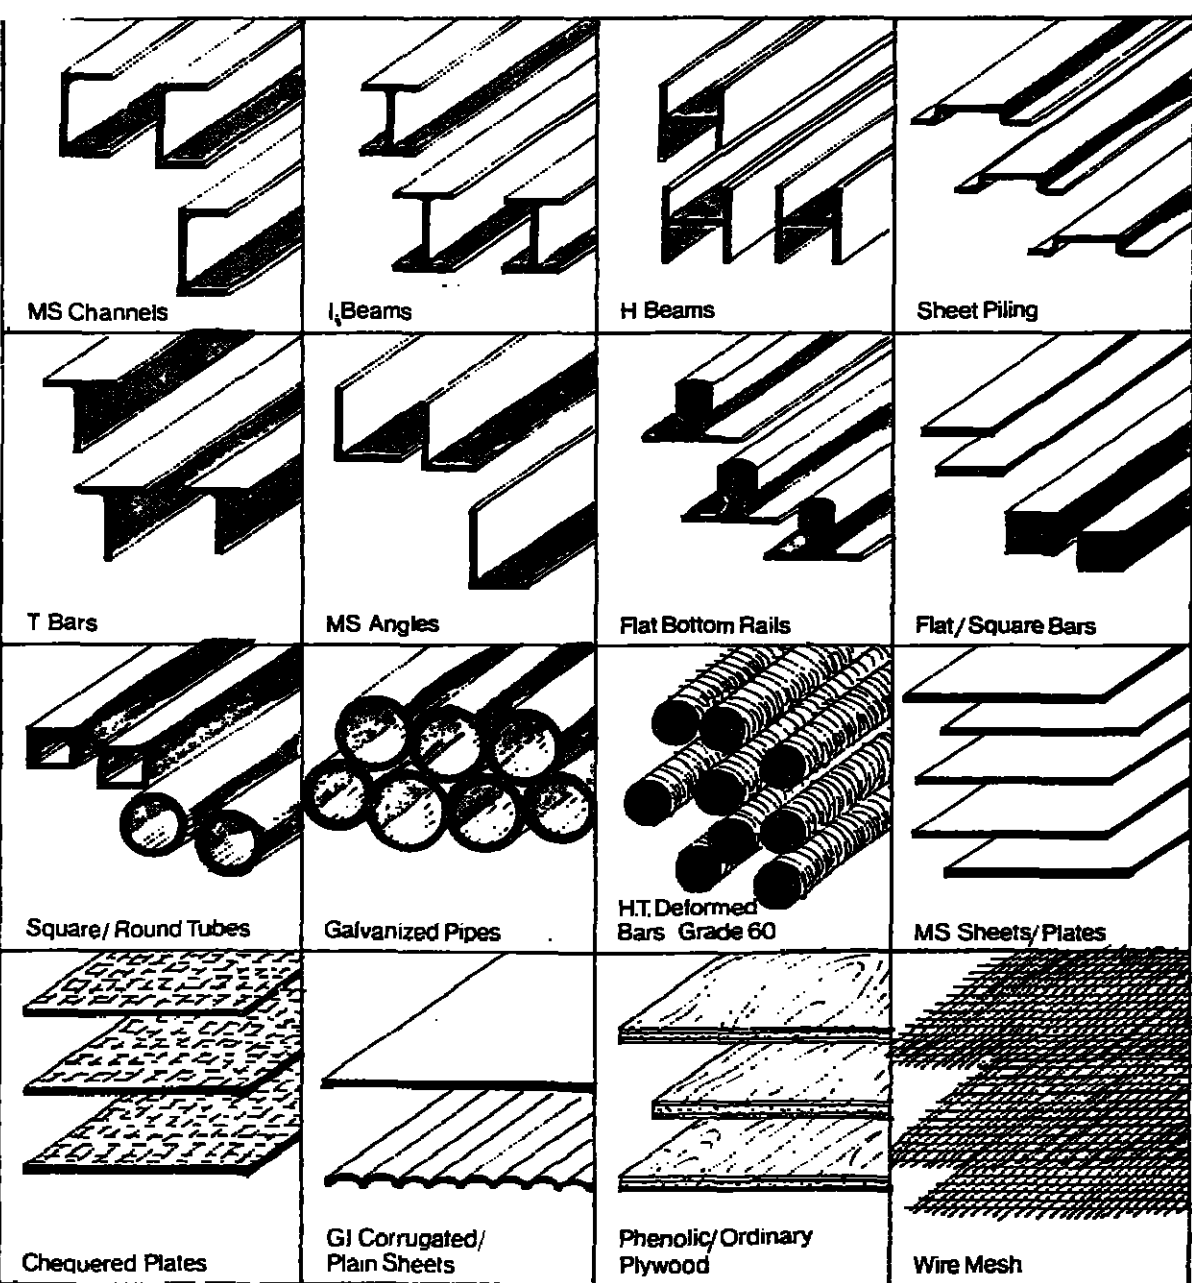 MS Channels
I Beams
H Beams
Sheet Piling
T Bars
MS Angles
Flat Bottom Rails
Flat/Square Bars
Square/Round Tubes
Galvanized Pipes
H.T. Deformed
Bars Grade 60
MS Sheets/Plates
Chequered Plates
GI Corrugated/
Plain Sheets
Phenolic/Ordinary
Plywood
Wire Mesh